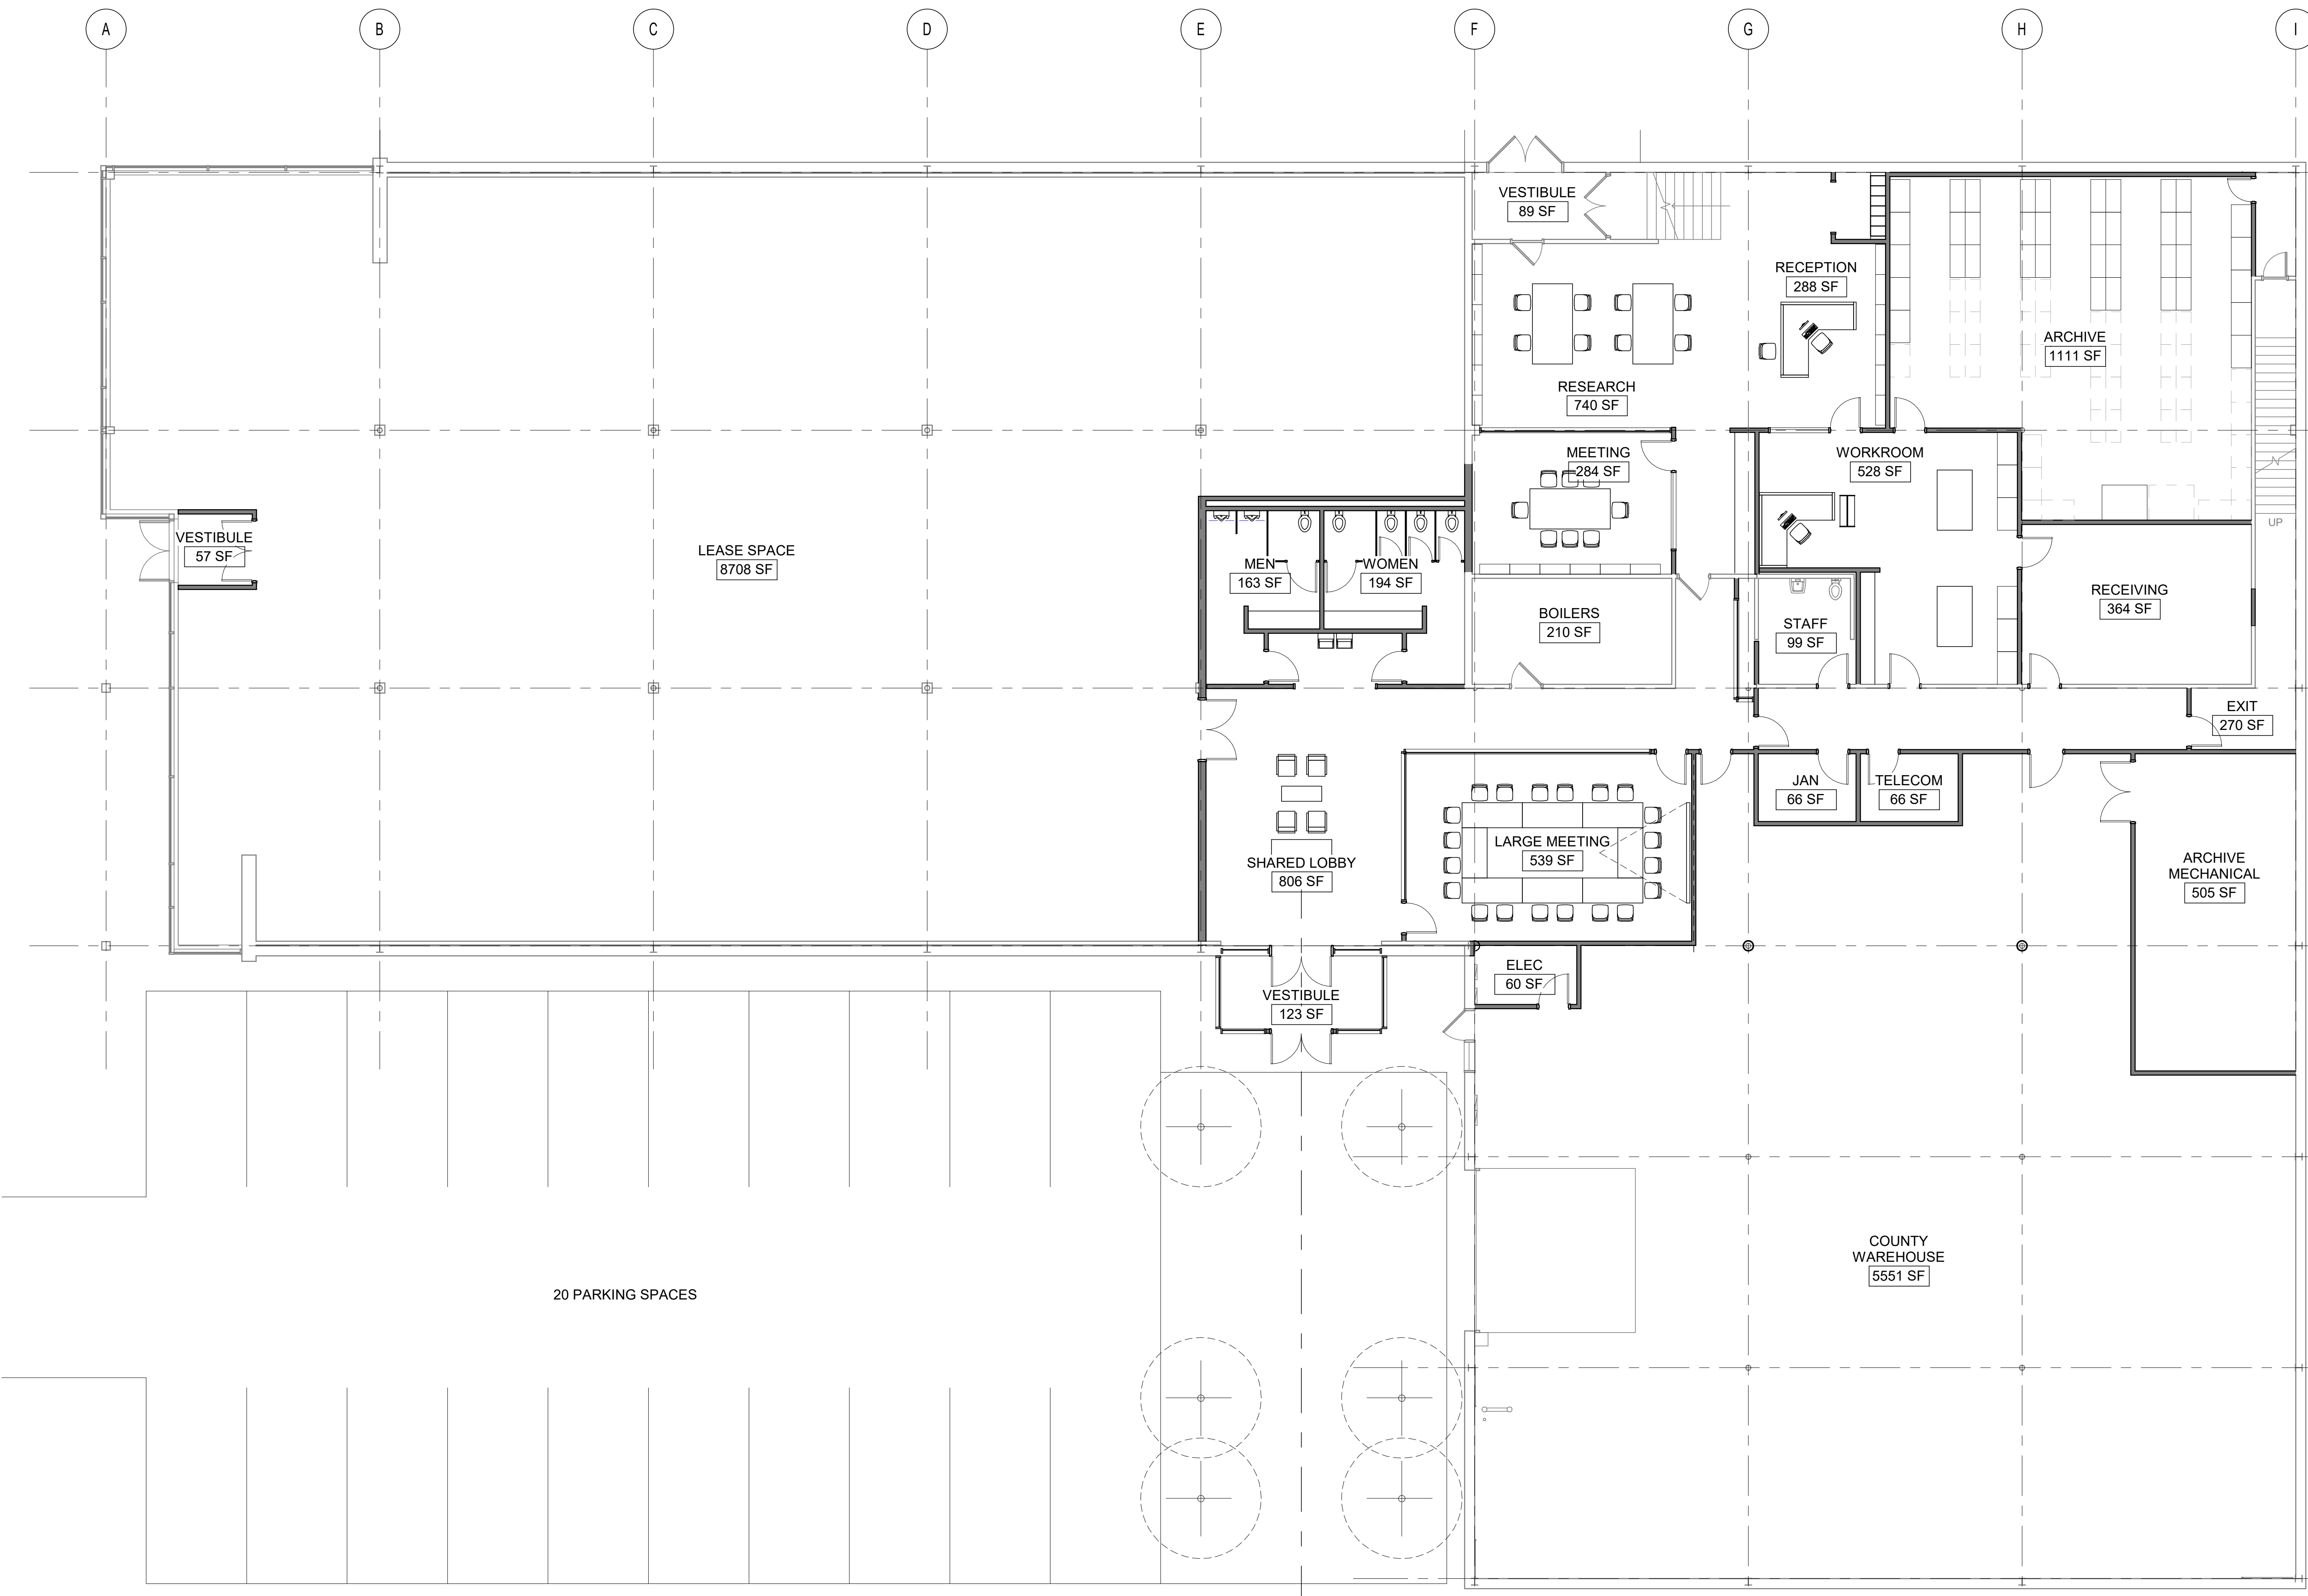 A
B
C
D
E
F
G
H
I
VESTIBULE
89 SF
RECEPTION
288 SF
ARCHIVE
1111 SF
RESEARCH
740 SF
MEETING
284 SF
WORKROOM
528 SF
UP
VESTIBULE
57 SF
LEASE SPACE
8708 SF
MEN
163 SF
WOMEN
194 SF
BOILERS
210 SF
STAFF
99 SF
RECEIVING
364 SF
EXIT
270 SF
JAN
66 SF
TELECOM
66 SF
SHARED LOBBY
806 SF
LARGE MEETING
539 SF
ARCHIVE
MECHANICAL
505 SF
ELEC
60 SF
VESTIBULE
123 SF
COUNTY
WAREHOUSE
5551 SF
20 PARKING SPACES